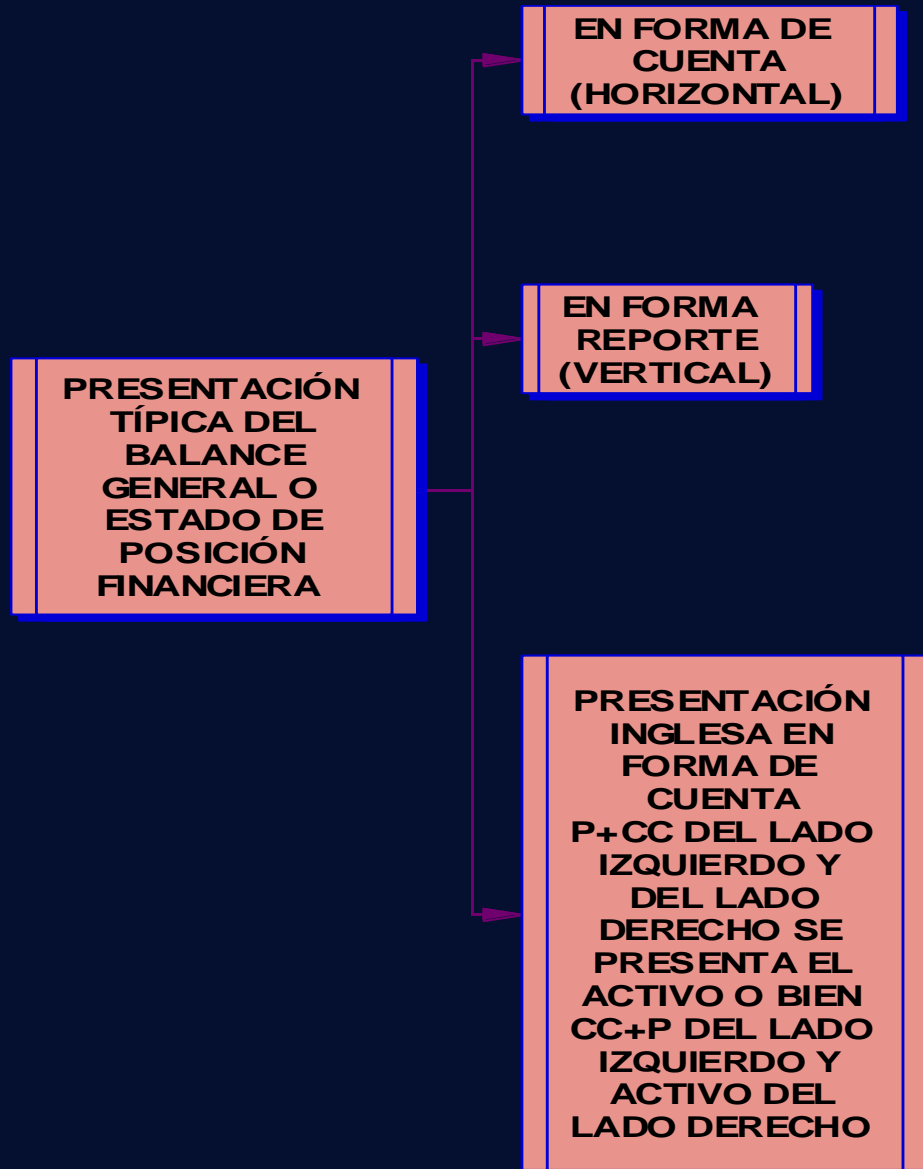 EN FORMA DE
CUENTA
(HORIZONTAL)
EN FORMA
REPORTE
(VERTICAL)
PRESENTACIÓN
TÍPICA DEL
BALANCE
GENERAL O
ESTADO DE
POSICIÓN
FINANCIERA
PRESENTACIÓN
INGLESA EN
FORMA DE
CUENTA
P+CC DEL LADO
IZQUIERDO Y
DEL LADO
DERECHO SE
PRESENTA EL
ACTIVO O BIEN
CC+P DEL LADO
IZQUIERDO Y
ACTIVO DEL
LADO DERECHO